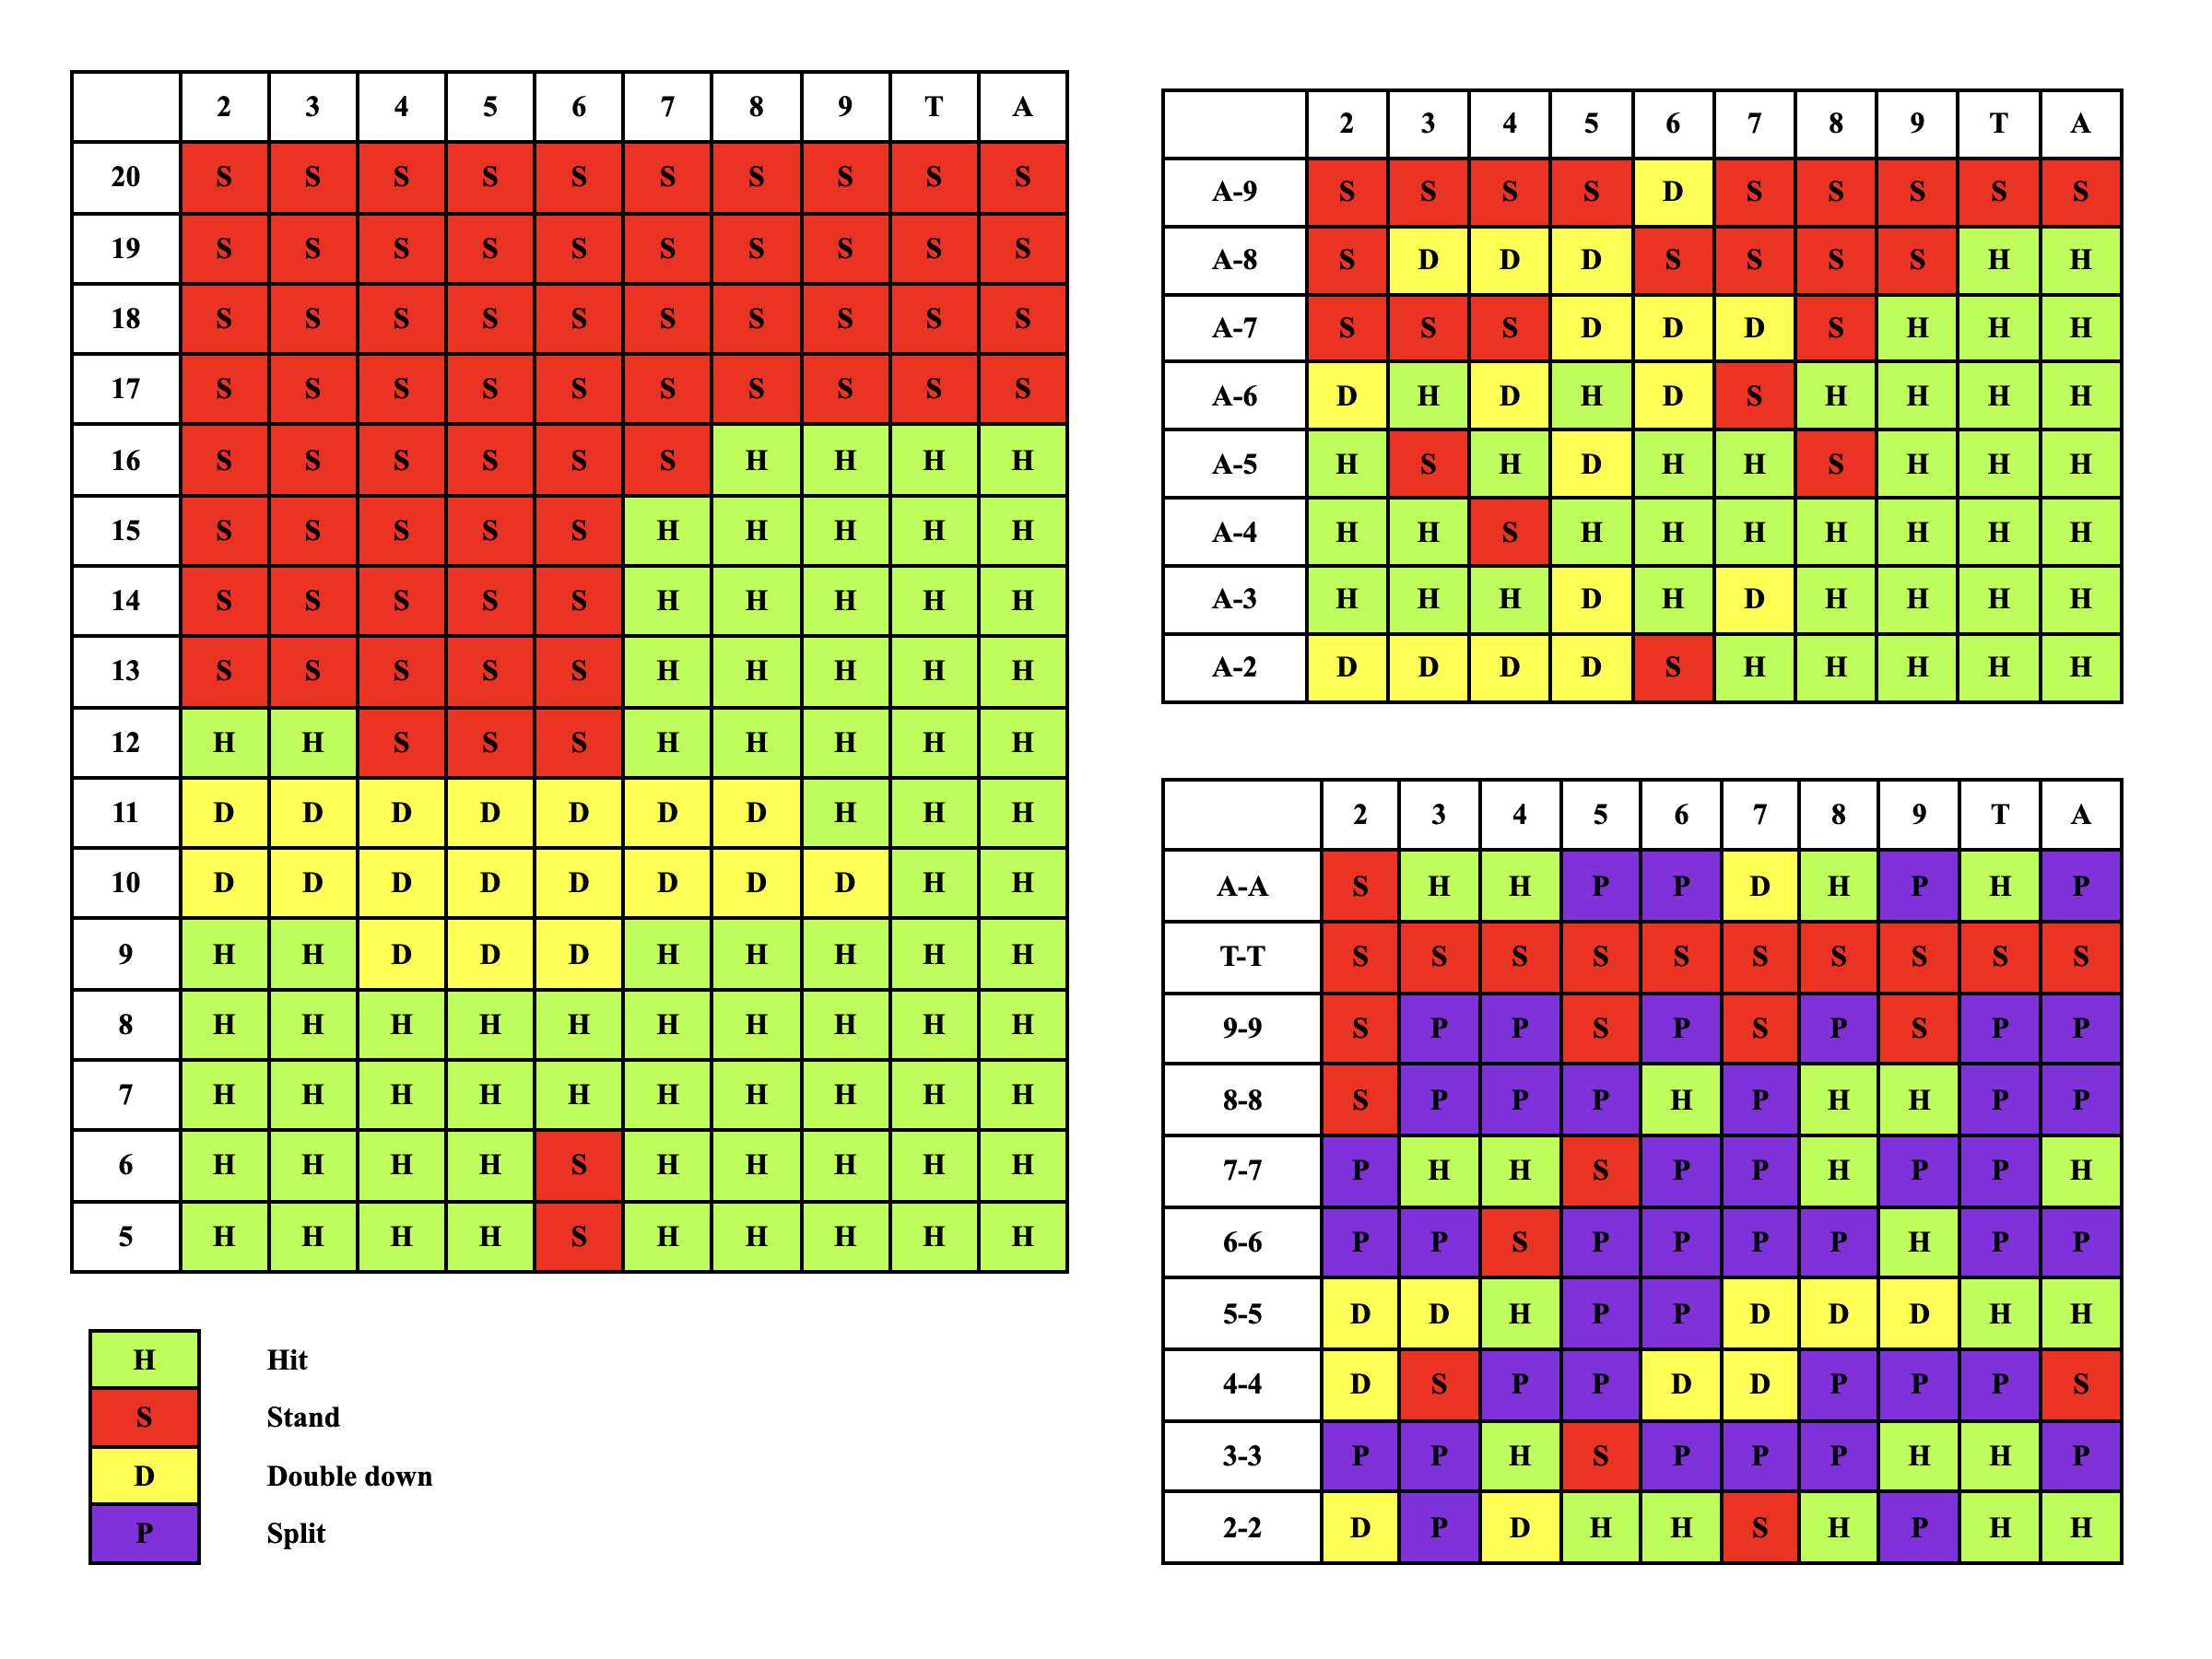 2 3 4 5 6 7 8 9 T A
20 S S S S S S S S S S
19 S S S S S S S S S S
18 S S S S S S S S S S
17 S S S S S S S S S S
16 S S S S S S H H H H
15 S S S S S H H H H H
14 S S S S S H H H H H
13 S S S S S H H H H H
12 H H S S S H H H H H
11 D D D D D D D H H H
10 D D D D D D D D H H
9 H H D D D H H H H H
8 H H H H H H H H H H
7 H H H H H H H H H H
6 H H H H S H H H H H
5 H H H H S H H H H H
H Hit
S Stand
D Double down
P Split
2 3 4 5 6 7 8 9 T A
A-9 S S S S D S S S S S
A-8 S D D D S S S S H H
A-7 S S S D D D S H H H
A-6 D H D H D S H H H H
A-5 H S H D H H S H H H
A-4 H H S H H H H H H H
A-3 H H H D H D H H H H
A-2 D D D D S H H H H H
2 3 4 5 6 7 8 9 T A
A-A S H H P P D H P H P
T-T S S S S S S S S S S
9-9 S P P S P S P S P P
8-8 S P P P H P H H P P
7-7 P H H S P P H P P H
6-6 P P S P P P P H P P
5-5 D D H P P D D D H H
4-4 D S P P D D P P P S
3-3 P P H S P P P H H P
2-2 D P D H H S H P H H